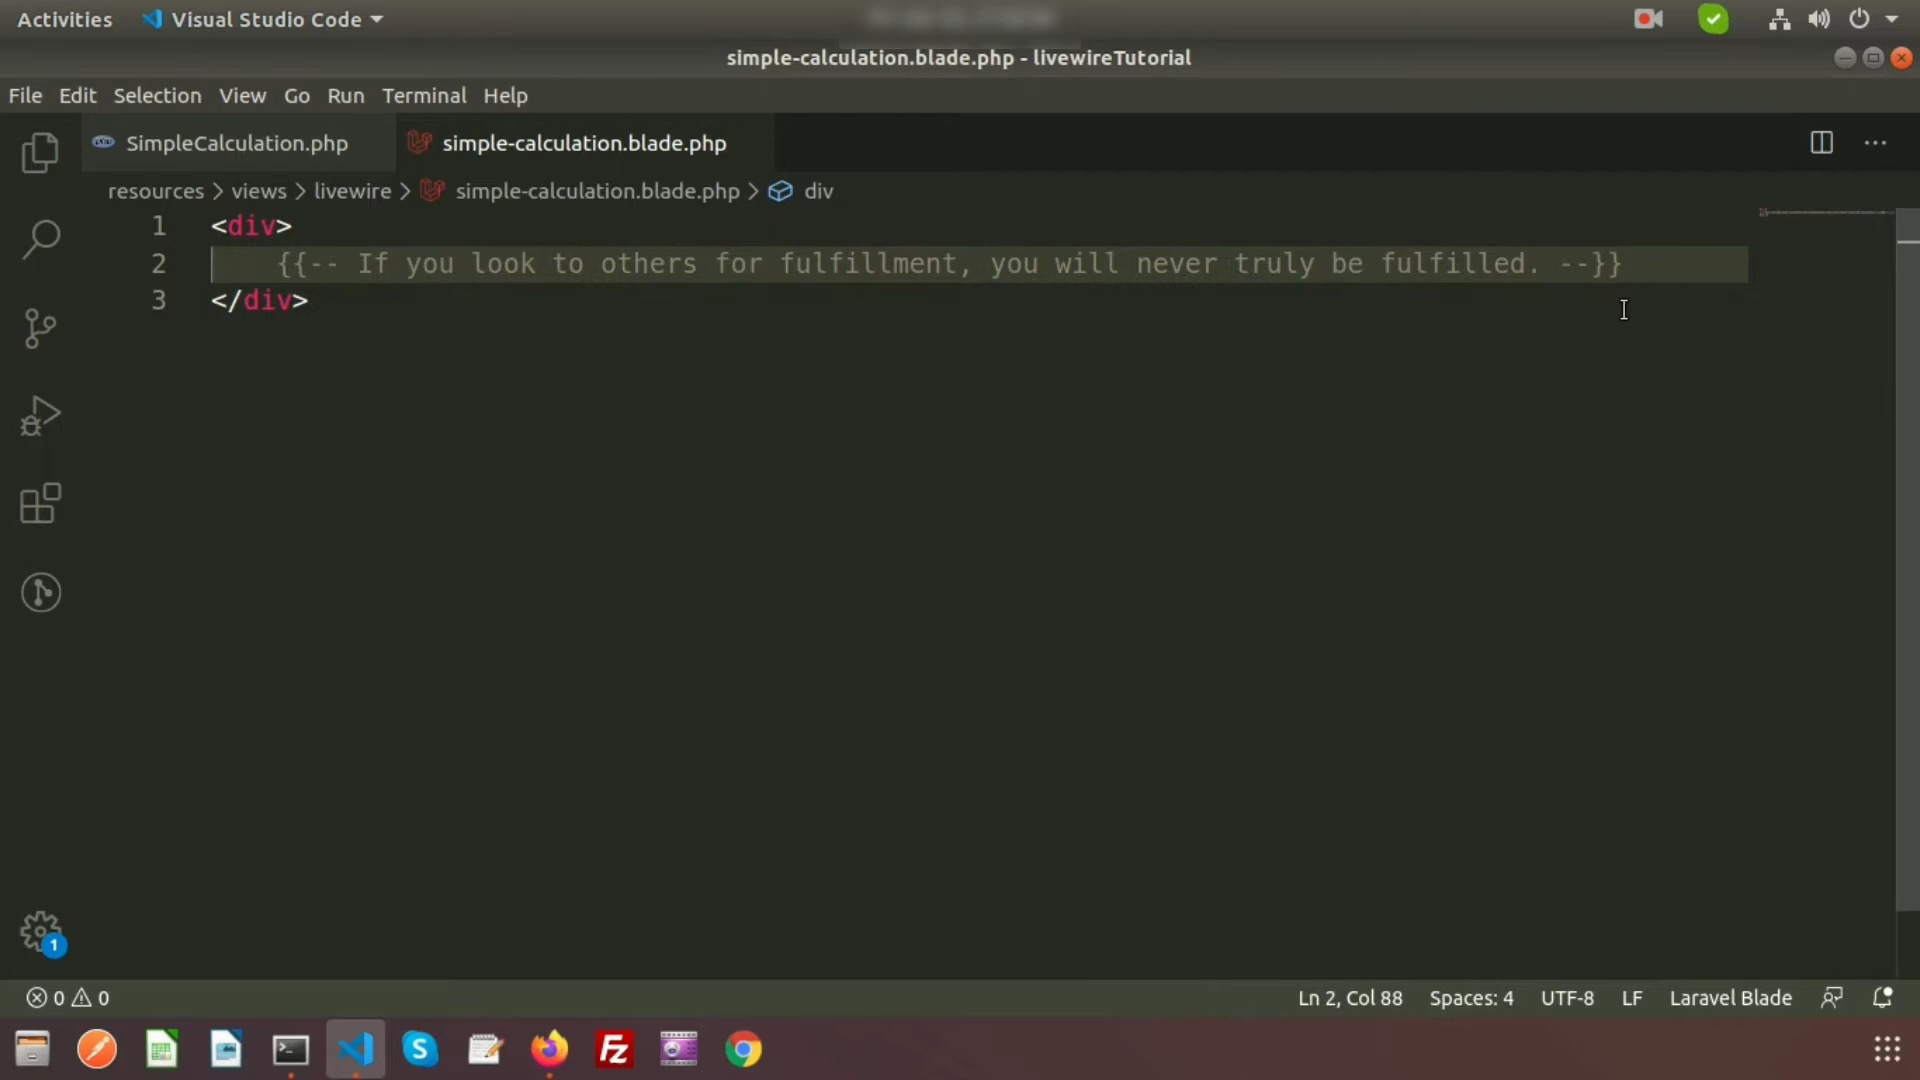 Activities Visual Studio Code
simple-calculation.blade.php - livewireTutorial
File Edit Selection View Go Run Terminal Help
SimpleCalculation.php simple-calculation.blade.php
resources > views > livewire > simple-calculation.blade.php > div
1 <div>
2 {{-- If you look to others for fulfillment, you will never truly be fulfilled. --}}
3 </div>
1
0 0 Ln 2, Col 88 Spaces: 4 UTF-8 LF Laravel Blade
S Fz